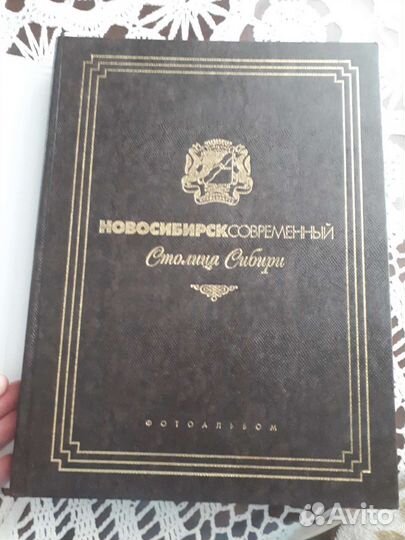 НОВОСИБИРСКСОВРЕМЕННЫЙ
Столица Сибири
ФОТОАЛЬБОМ
Avito